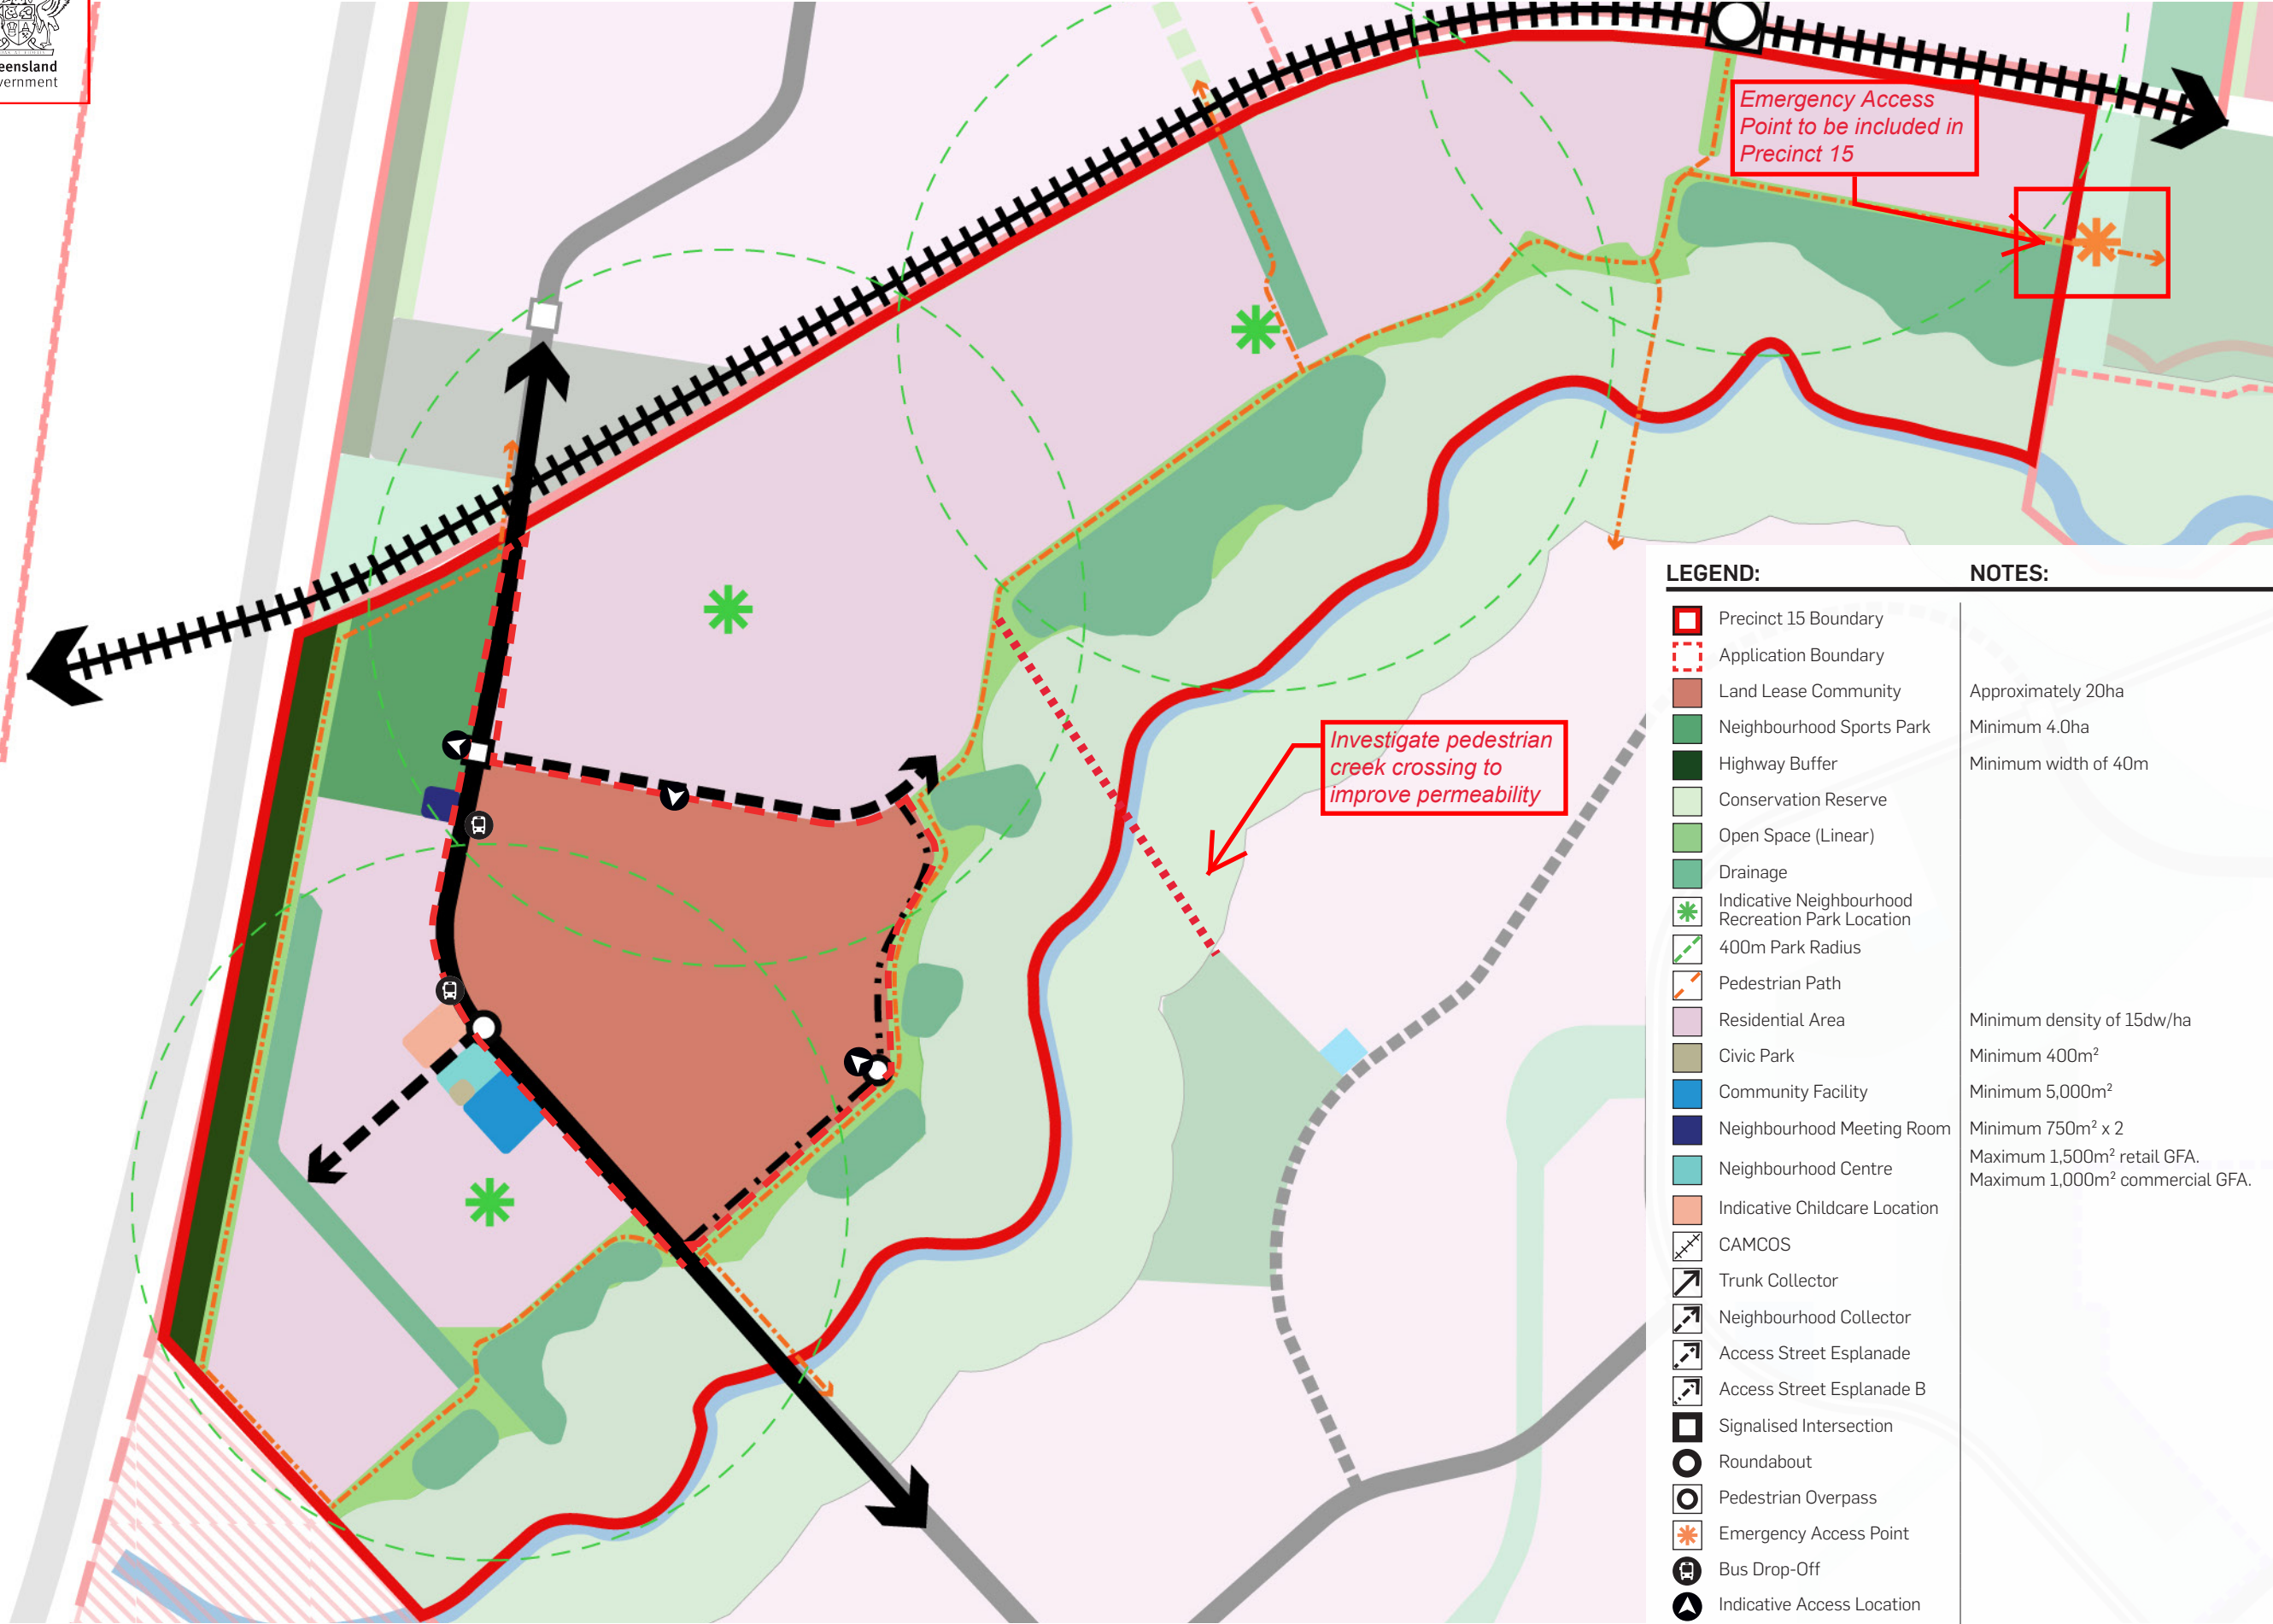 Emergency Access
Point to be included in
Precinct 15
Investigate pedestrian
creek crossing to
improve permeability
LEGEND: NOTES:
Precinct 15 Boundary
Application Boundary
Land Lease Community Approximately 20ha
Neighbourhood Sports Park Minimum 4.0ha
Highway Buffer Minimum width of 40m
Conservation Reserve
Open Space (Linear)
Drainage
Indicative Neighbourhood
Recreation Park Location
400m Park Radius
Pedestrian Path
Residential Area Minimum density of 15dw/ha
Civic Park Minimum 400m²
Community Facility Minimum 5,000m²
Neighbourhood Meeting Room Minimum 750m² x 2
Neighbourhood Centre Maximum 1,500m² retail GFA.
Maximum 1,000m² commercial GFA.
Indicative Childcare Location
CAMCOS
Trunk Collector
Neighbourhood Collector
Access Street Esplanade
Access Street Esplanade B
Signalised Intersection
Roundabout
Pedestrian Overpass
Emergency Access Point
Bus Drop-Off
Indicative Access Location